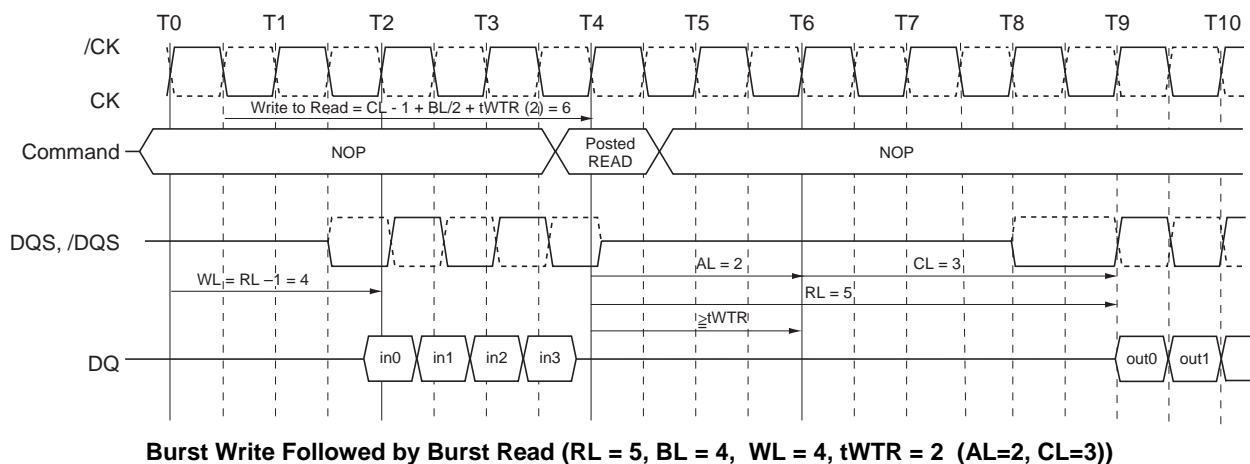 T0 T1 T2 T3 T4 T5 T6 T7 T8 T9 T10
/CK
CK
Write to Read = CL - 1 + BL/2 + tWTR (2) = 6
Command
NOP
Posted
READ
NOP
DQS, /DQS
WL = RL –1 = 4
AL = 2
CL = 3
RL = 5
≧tWTR
DQ
in0 in1 in2 in3
out0 out1
Burst Write Followed by Burst Read (RL = 5, BL = 4, WL = 4, tWTR = 2 (AL=2, CL=3))